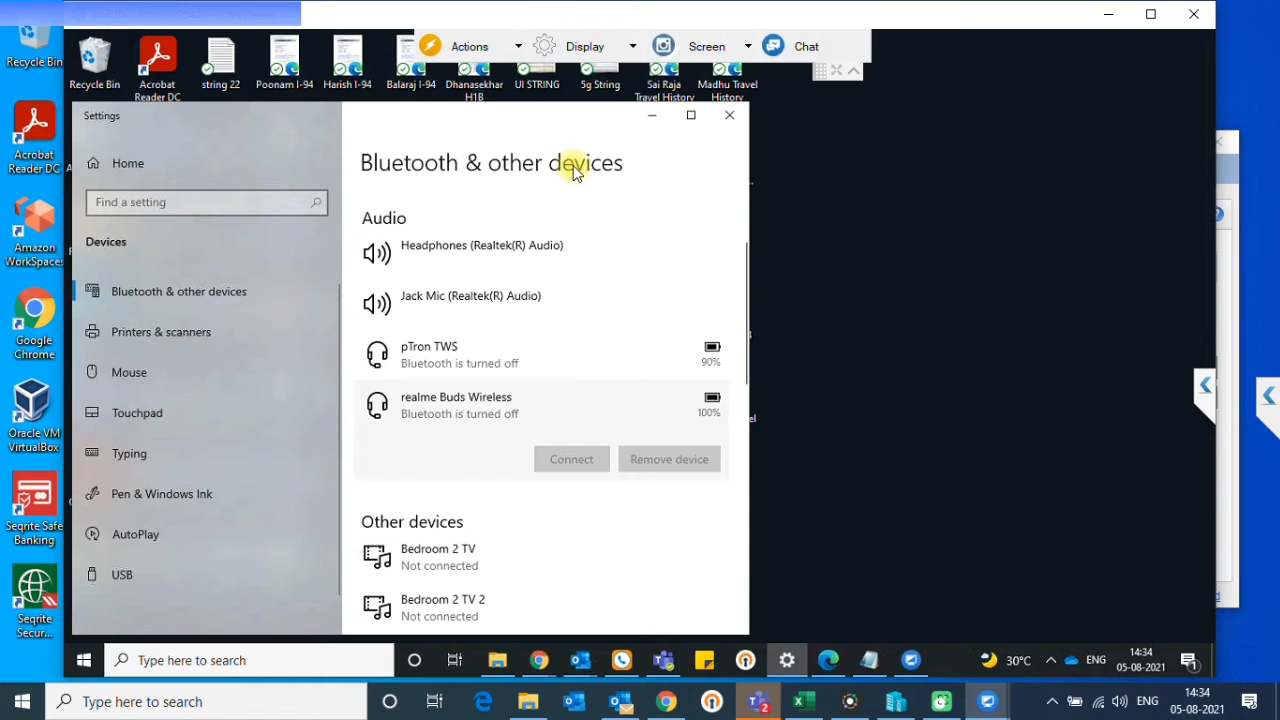 Recycle Bin
Acrobat
Reader DC
Amazon
WorkSpaces
Google
Chrome
Oracle VM
VirtualBox
Seqrite Safe
Banking
Seqrite
Secur...
Actions
Display
Screen
Chat
Recycle Bin
Acrobat
Reader DC
string 22
Poonam I-94
Harish I-94
Balaraj I-94
Dhanasekhar
H1B
UI STRING
5g String
Sai Raja
Travel History
Madhu Travel
History
Settings
Home
Find a setting
Devices
Bluetooth & other devices
Printers & scanners
Mouse
Touchpad
Typing
Pen & Windows Ink
AutoPlay
USB
Bluetooth & other devices
Audio
Headphones (Realtek(R) Audio)
Jack Mic (Realtek(R) Audio)
pTron TWS
Bluetooth is turned off
90%
realme Buds Wireless
Bluetooth is turned off
100%
Connect
Remove device
Other devices
Bedroom 2 TV
Not connected
Bedroom 2 TV 2
Not connected
Type here to search
30°C
ENG
14:34
05-08-2021
1
Type here to search
2
ENG
14:34
05-08-2021